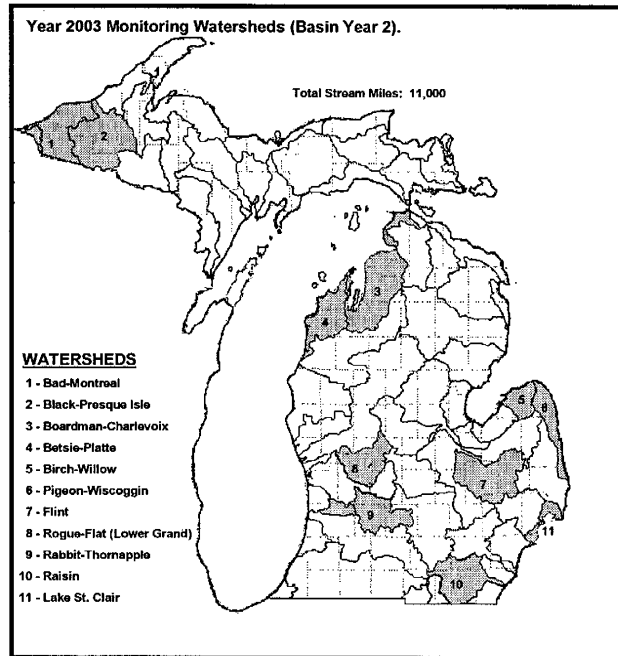 Year 2003 Monitoring Watersheds (Basin Year 2).
Total Stream Miles: 11,000
1
2
3
4
5
6
7
8
9
10
11
WATERSHEDS
1 - Bad-Montreal
2 - Black-Presque Isle
3 - Boardman-Charlevoix
4 - Betsie-Platte
5 - Birch-Willow
6 - Pigeon-Wiscoggin
7 - Flint
8 - Rogue-Flat (Lower Grand)
9 - Rabbit-Thornapple
10 - Raisin
11 - Lake St. Clair